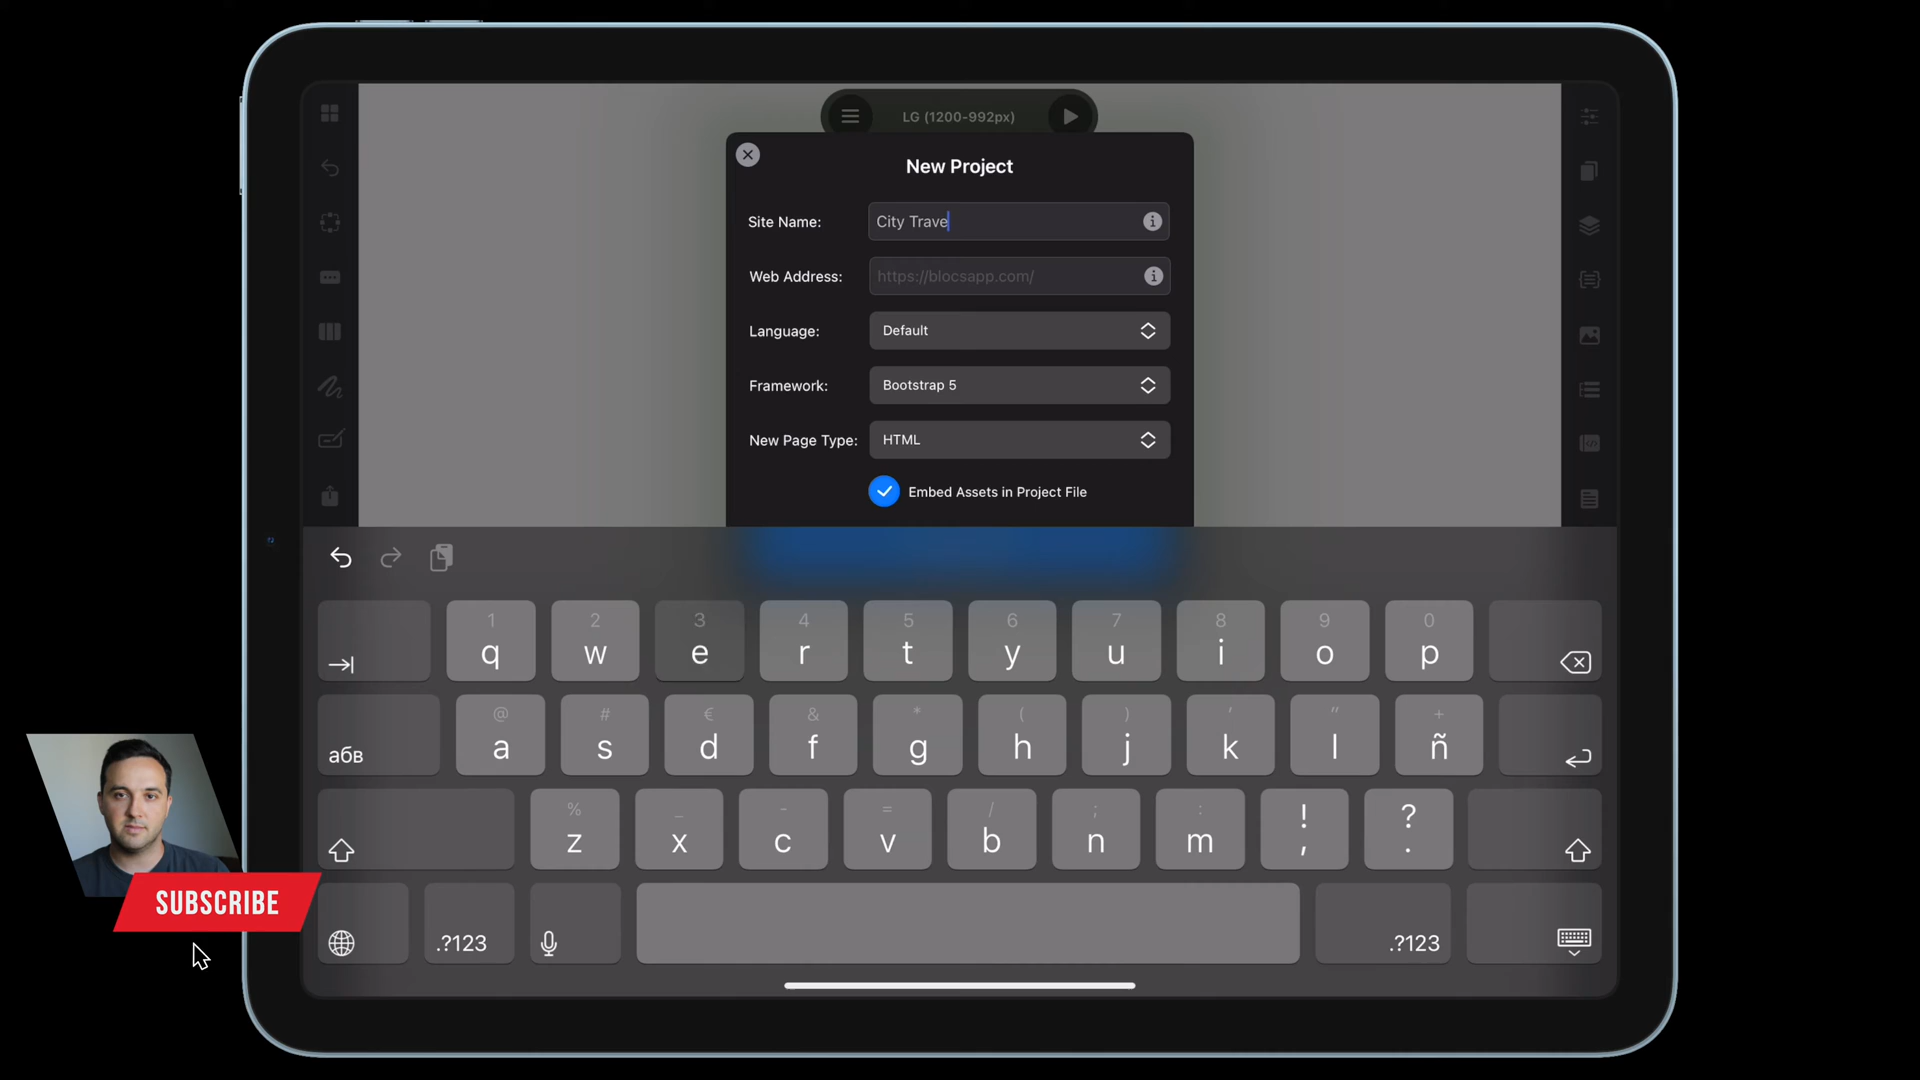 LG (1200-992px)
New Project
Site Name: City Trave
Web Address: https://blocsapp.com/
Language: Default
Framework: Bootstrap 5
New Page Type: HTML
Embed Assets in Project File
1 2 3 4 5 6 7 8 9 0
q w e r t y u i o p
@ # € & * ( ) ' " +
абв a s d f g h j k l ñ
% _ - = / ; : ! ?
z x c v b n m , .
.?123 .?123
SUBSCRIBE